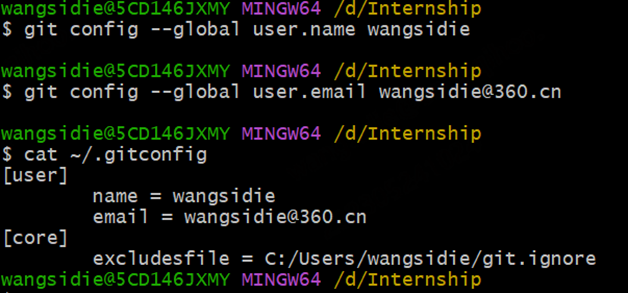 wangsidie@5CD146JXMY MINGW64 /d/Internship
$ git config --global user.name wangsidie
wangsidie@5CD146JXMY MINGW64 /d/Internship
$ git config --global user.email wangsidie@360.cn
wangsidie@5CD146JXMY MINGW64 /d/Internship
$ cat ~/.gitconfig
[user]
        name = wangsidie
        email = wangsidie@360.cn
[core]
        excludesfile = C:/Users/wangsidie/git.ignore
wangsidie@5CD146JXMY MINGW64 /d/Internship